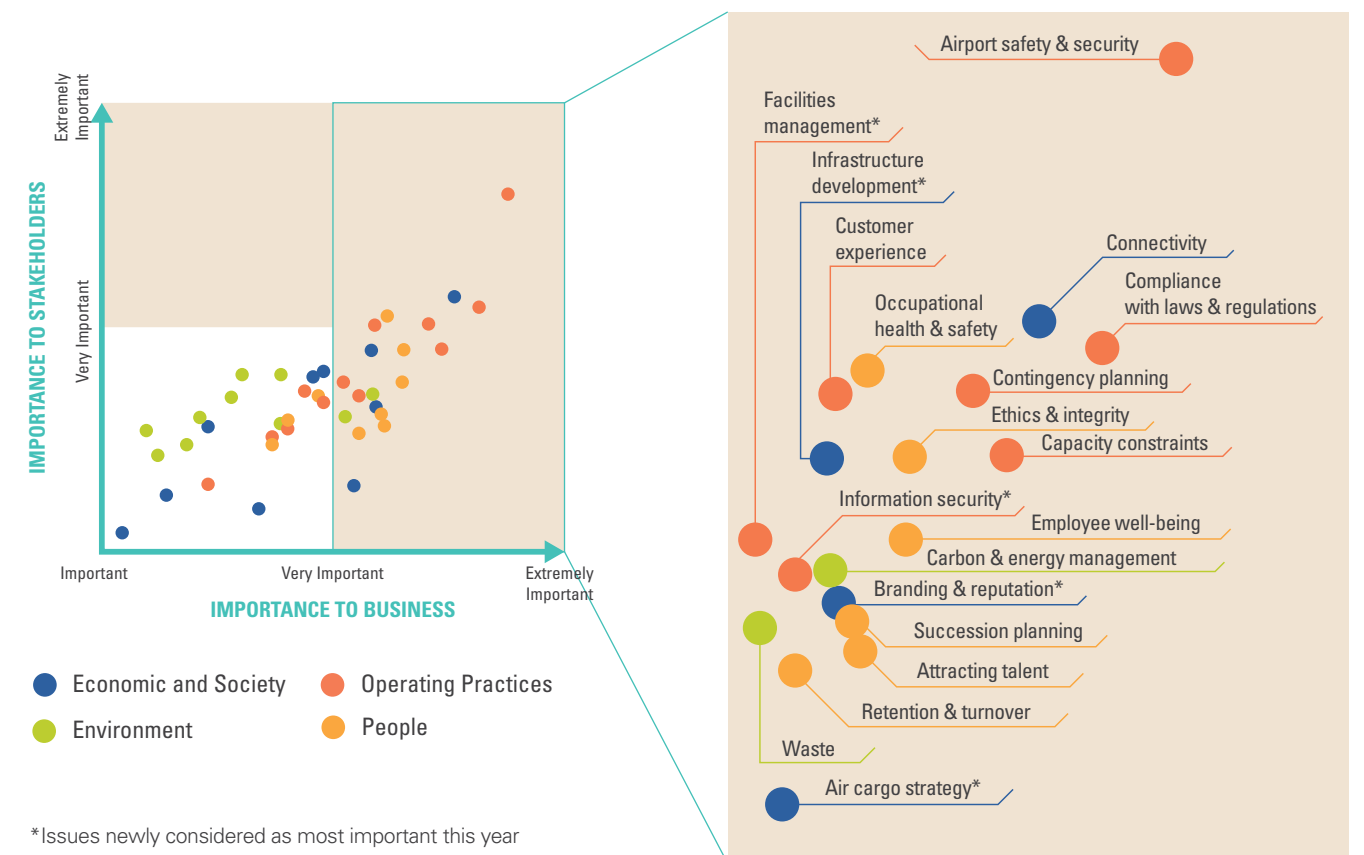 Extremely
Important
Very Important
IMPORTANCE TO STAKEHOLDERS
Important
Very Important
Extremely
Important
IMPORTANCE TO BUSINESS
Economic and Society
Operating Practices
Environment
People
*Issues newly considered as most important this year
Airport safety & security
Facilities
management*
Infrastructure
development*
Customer
experience
Connectivity
Compliance
with laws & regulations
Occupational
health & safety
Contingency planning
Ethics & integrity
Capacity constraints
Information security*
Employee well-being
Carbon & energy management
Branding & reputation*
Succession planning
Attracting talent
Retention & turnover
Waste
Air cargo strategy*